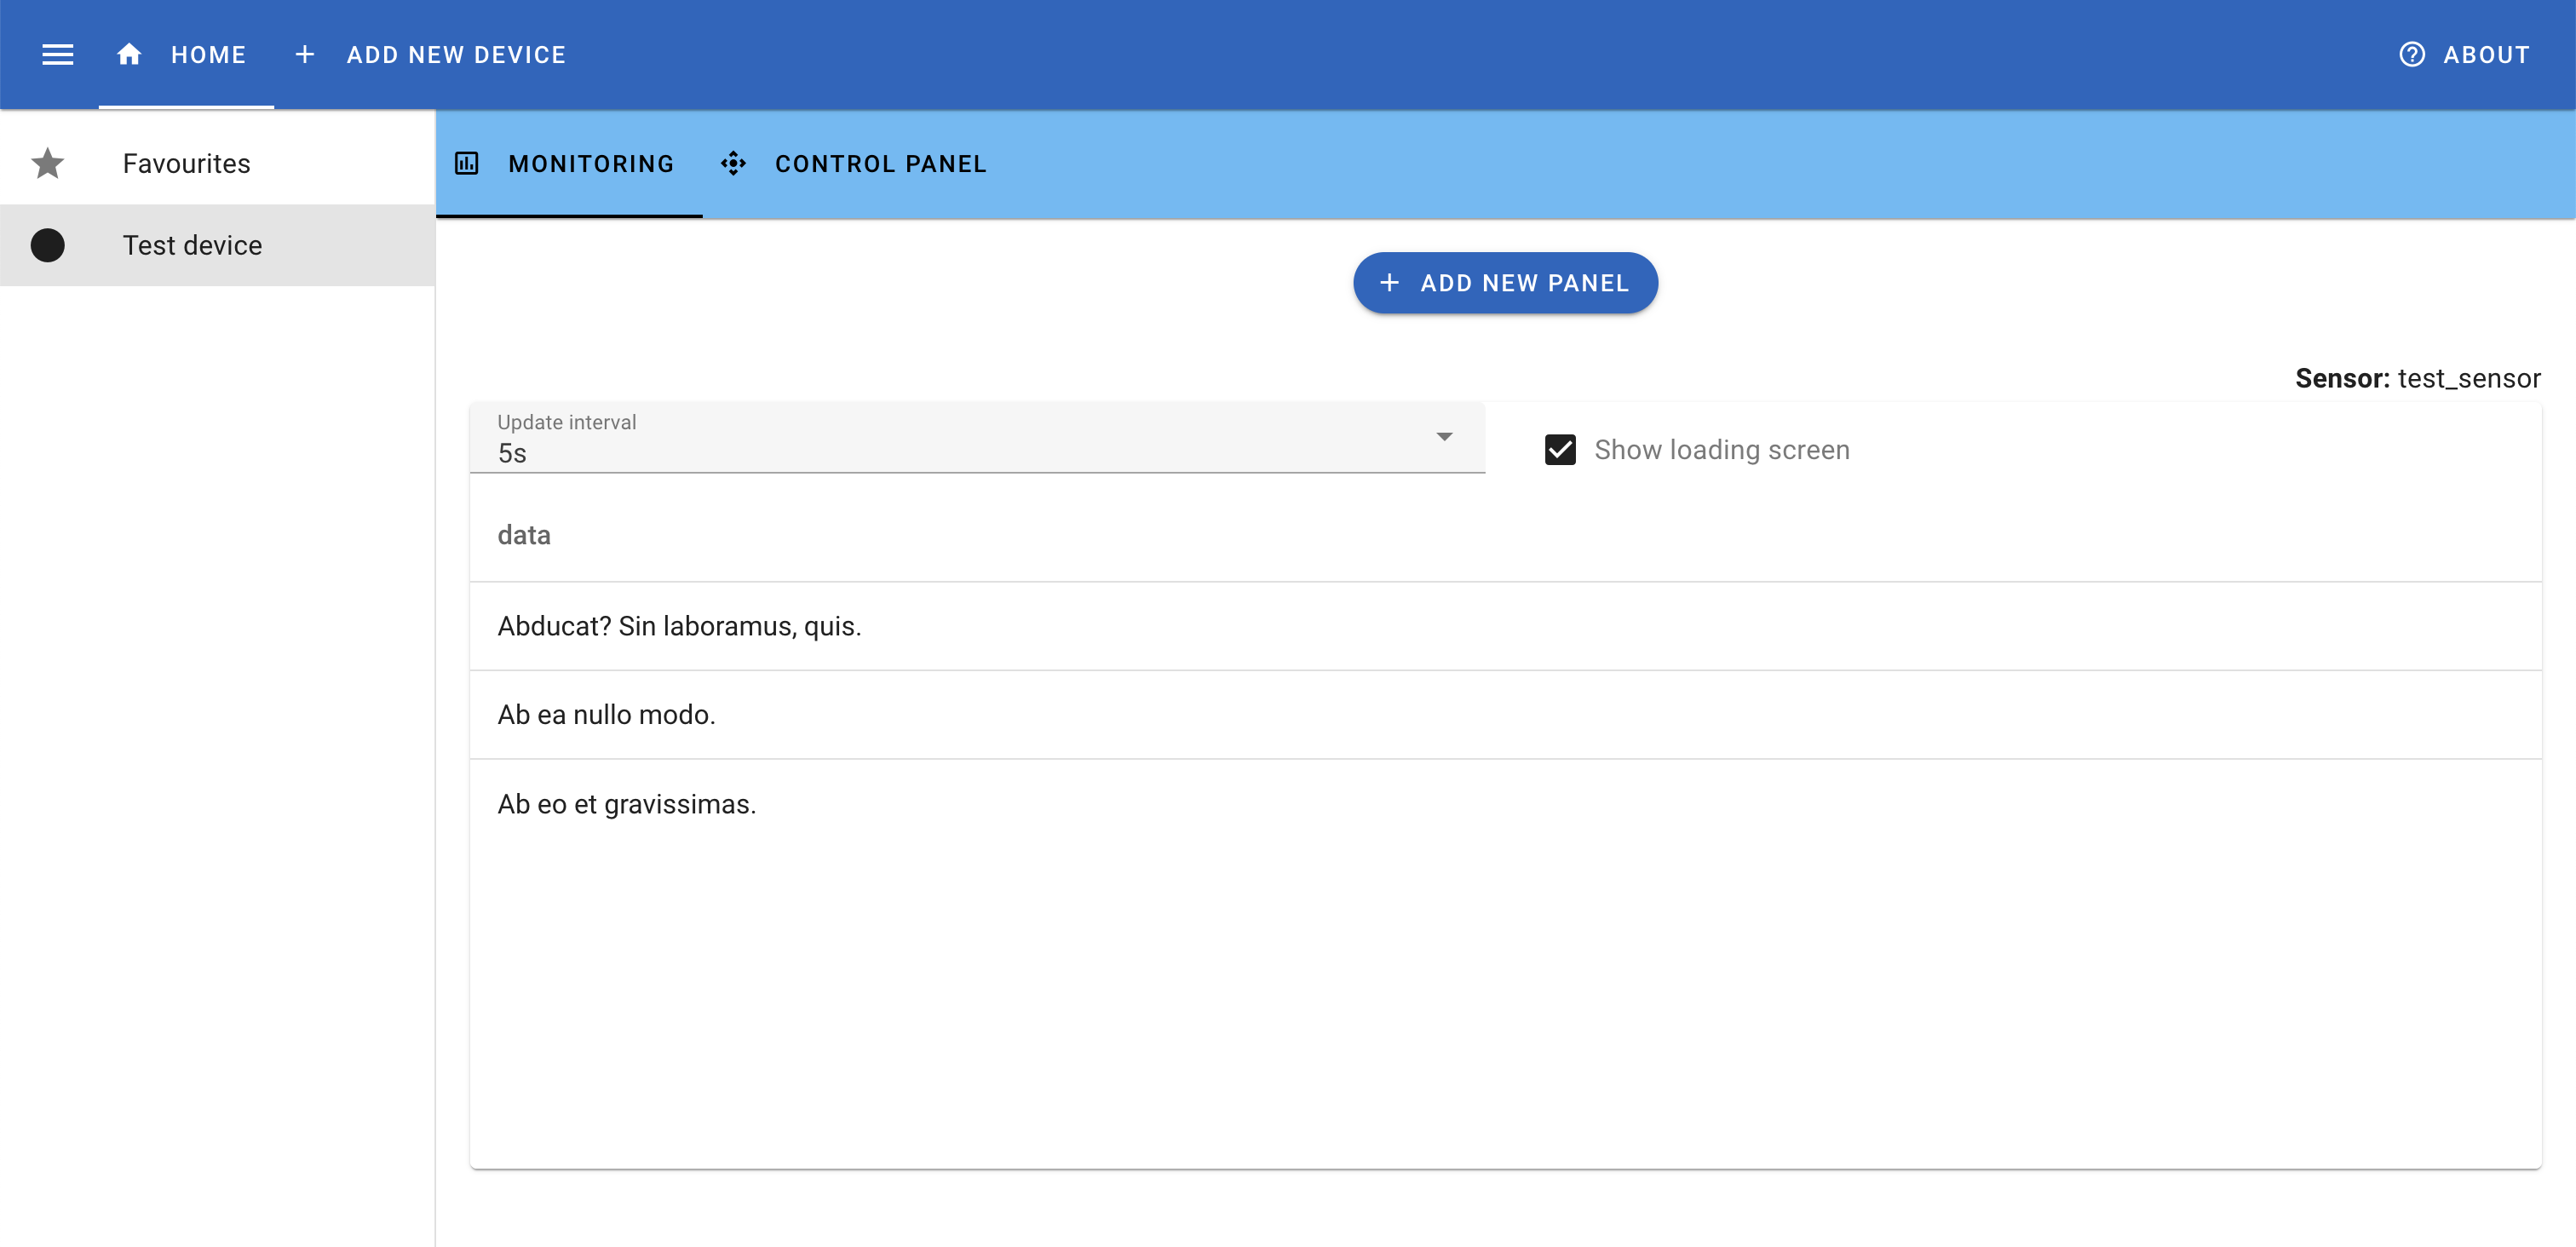 HOME ADD NEW DEVICE ABOUT
Favourites
Test device
MONITORING CONTROL PANEL
ADD NEW PANEL
Sensor: test_sensor
Update interval
5s
Show loading screen
data
Abducat? Sin laboramus, quis.
Ab ea nullo modo.
Ab eo et gravissimas.